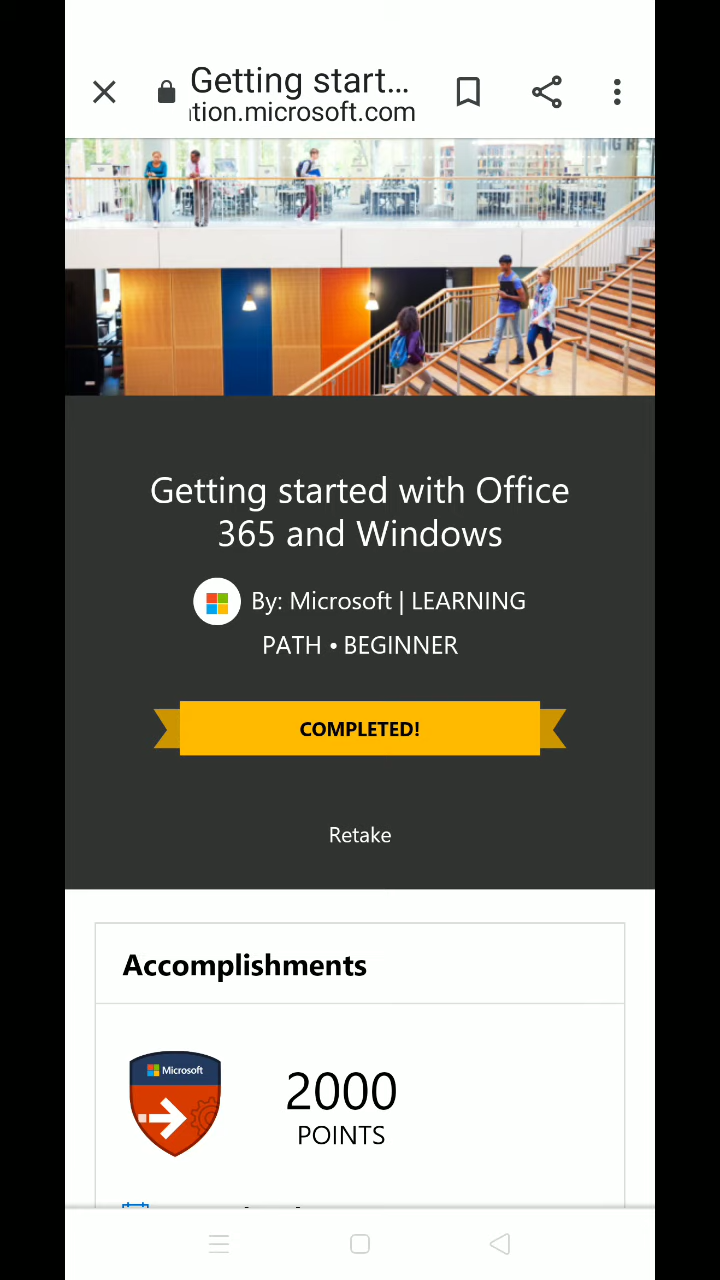 Getting start...
tion.microsoft.com
Getting started with Office
365 and Windows
By: Microsoft | LEARNING
PATH • BEGINNER
COMPLETED!
Retake
Accomplishments
Microsoft
2000
POINTS